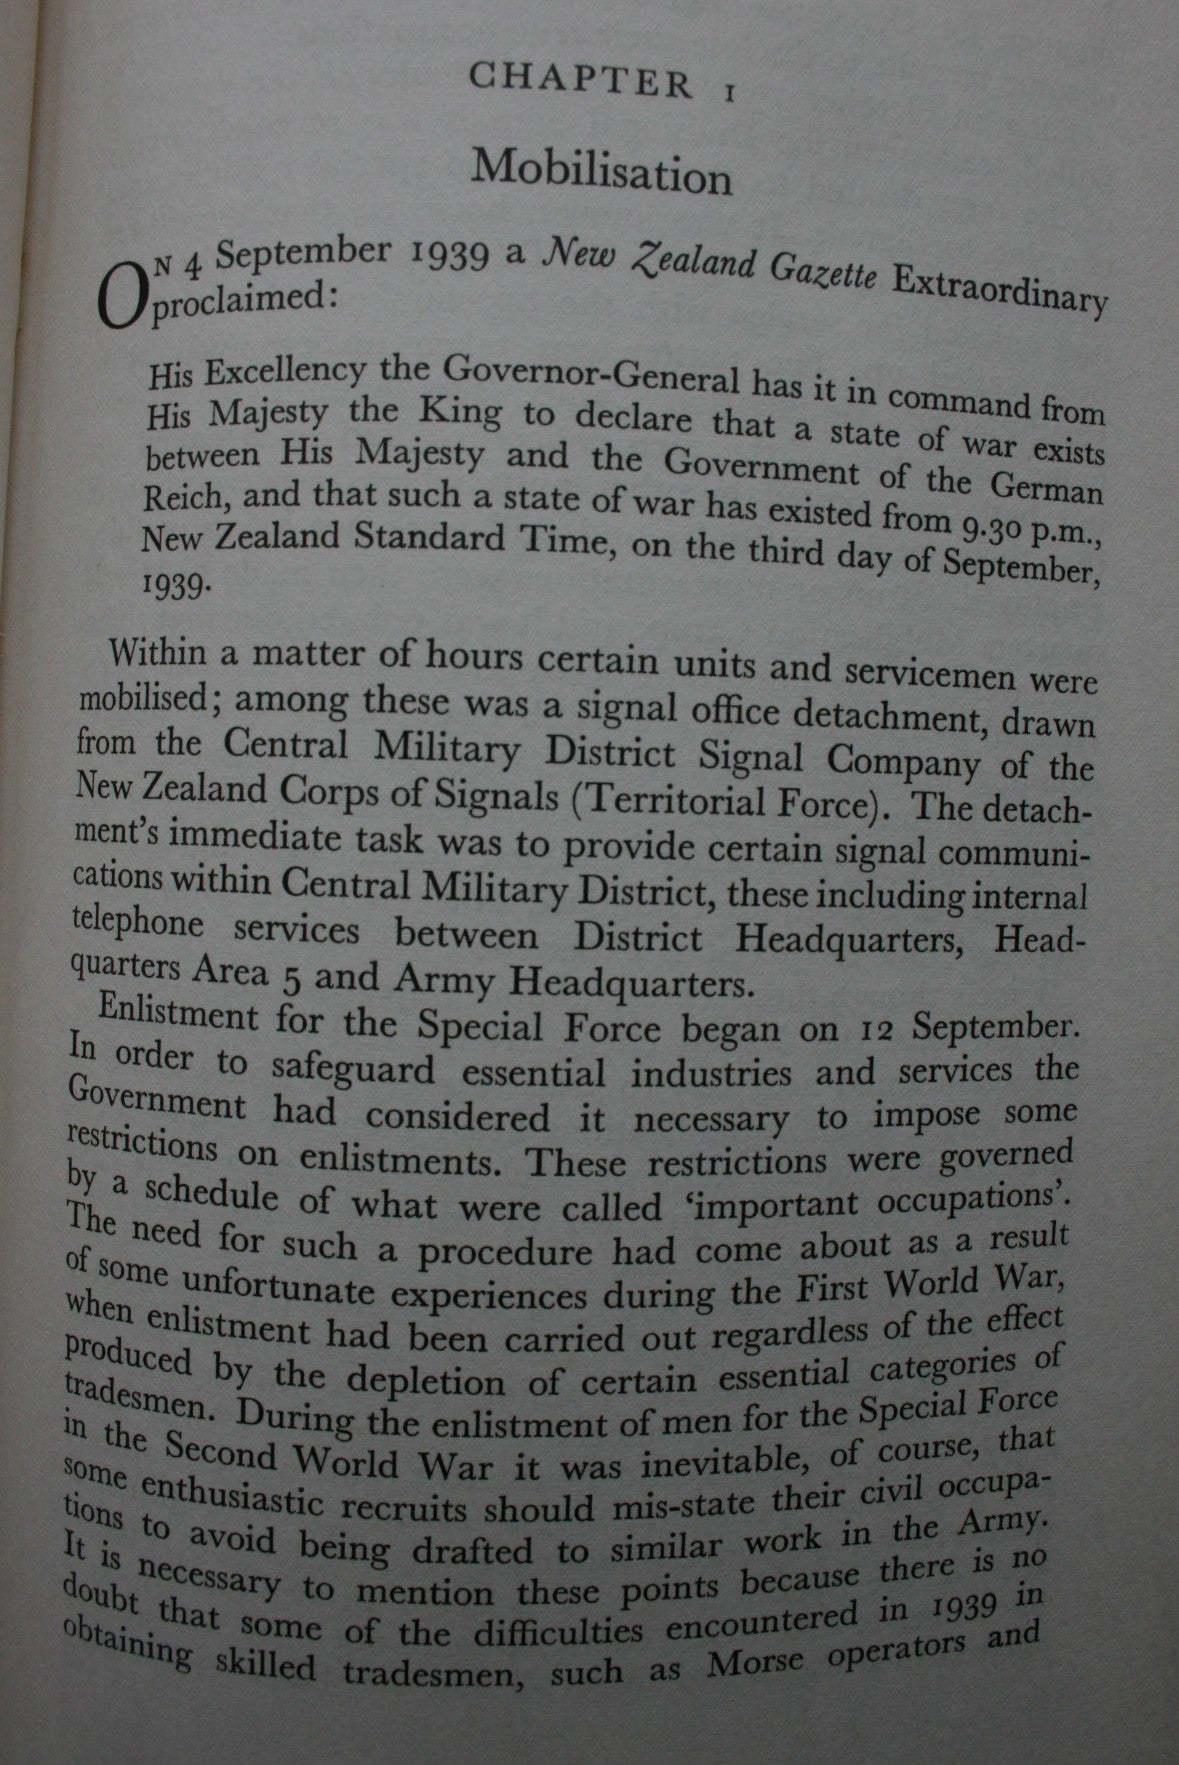 CHAPTER 1
Mobilisation
ON 4 September 1939 a New Zealand Gazette Extraordinary
proclaimed:
His Excellency the Governor-General has it in command from
His Majesty the King to declare that a state of war exists
between His Majesty and the Government of the German
Reich, and that such a state of war has existed from 9.30 p.m.,
New Zealand Standard Time, on the third day of September,
1939.
Within a matter of hours certain units and servicemen were
mobilised; among these was a signal office detachment, drawn
from the Central Military District Signal Company of the
New Zealand Corps of Signals (Territorial Force). The detach-
ment's immediate task was to provide certain signal communi-
cations within Central Military District, these including internal
telephone services between District Headquarters, Head-
quarters Area 5 and Army Headquarters.
Enlistment for the Special Force began on 12 September.
In order to safeguard essential industries and services the
Government had considered it necessary to impose some
restrictions on enlistments. These restrictions were governed
by a schedule of what were called ‘important occupations’.
The need for such a procedure had come about as a result
of some unfortunate experiences during the First World War,
when enlistment had been carried out regardless of the effect
produced by the depletion of certain essential categories of
tradesmen. During the enlistment of men for the Special Force
in the Second World War it was inevitable, of course, that
some enthusiastic recruits should mis-state their civil occupa-
tions to avoid being drafted to similar work in the Army.
It is necessary to mention these points because there is no
doubt that some of the difficulties encountered in 1939 in
obtaining skilled tradesmen, such as Morse operators and